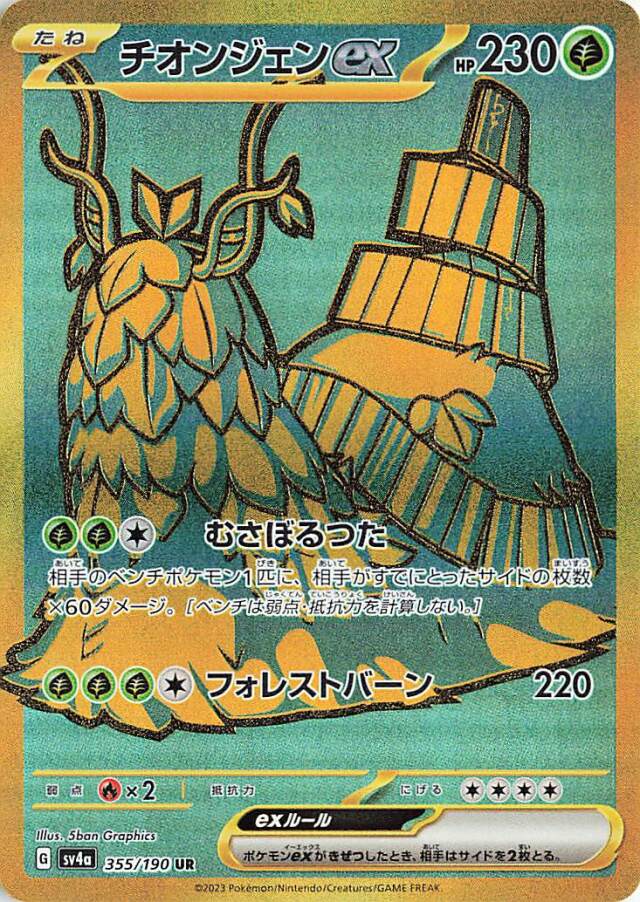 たね
チオンジェンex
HP230
むさぼるつた
相手のベンチポケモン1匹に、相手がすでにとったサイドの枚数
×60ダメージ。[ベンチは弱点・抵抗力を計算しない。]
フォレストバーン 220
弱点 ×2 抵抗力 にげる
exルール
ポケモンexがきぜつしたとき、相手はサイドを2枚とる。
Illus. 5ban Graphics
G sv4a 355/190 UR
©2023 Pokémon/Nintendo/Creatures/GAME FREAK.